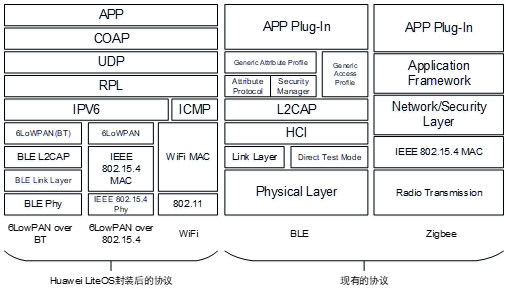 APP
COAP
UDP
RPL
IPV6
ICMP
6LoWPAN(BT)
6LoWPAN
WiFi MAC
BLE L2CAP
IEEE
802.15.4
MAC
BLE Link Layer
BLE Phy
IEEE 802.15.4
Phy
802.11
6LowPAN over
BT
6LowPAN over
802.15.4
WiFi
Huawei LiteOS封装后的协议
APP Plug-In
Generic Attribute Profile
Generic
Access
Profile
Attribute
Protocol
Security
Manager
L2CAP
HCI
Link Layer
Direct Test Mode
Physical Layer
BLE
APP Plug-In
Application
Framework
Network/Security
Layer
IEEE 802.15.4 MAC
Radio Transmission
Zigbee
现有的协议